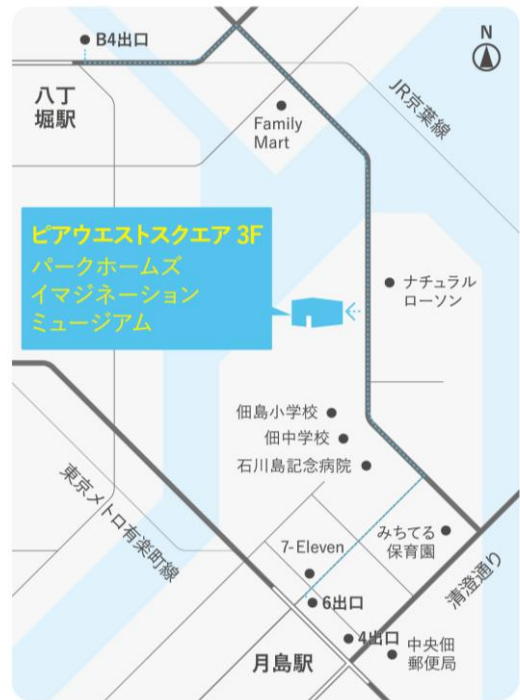 B4出口
N
八丁
堀駅
JR京葉線
Family
Mart
ピアウエストスクエア 3F
パークホームズ
イマジネーション
ミュージアム
ナチュラル
ローソン
佃島小学校
佃中学校
石川島記念病院
東京メトロ有楽町線
7-Eleven
みちてる
保育園
清澄通り
6出口
4出口
中央佃
郵便局
月島駅